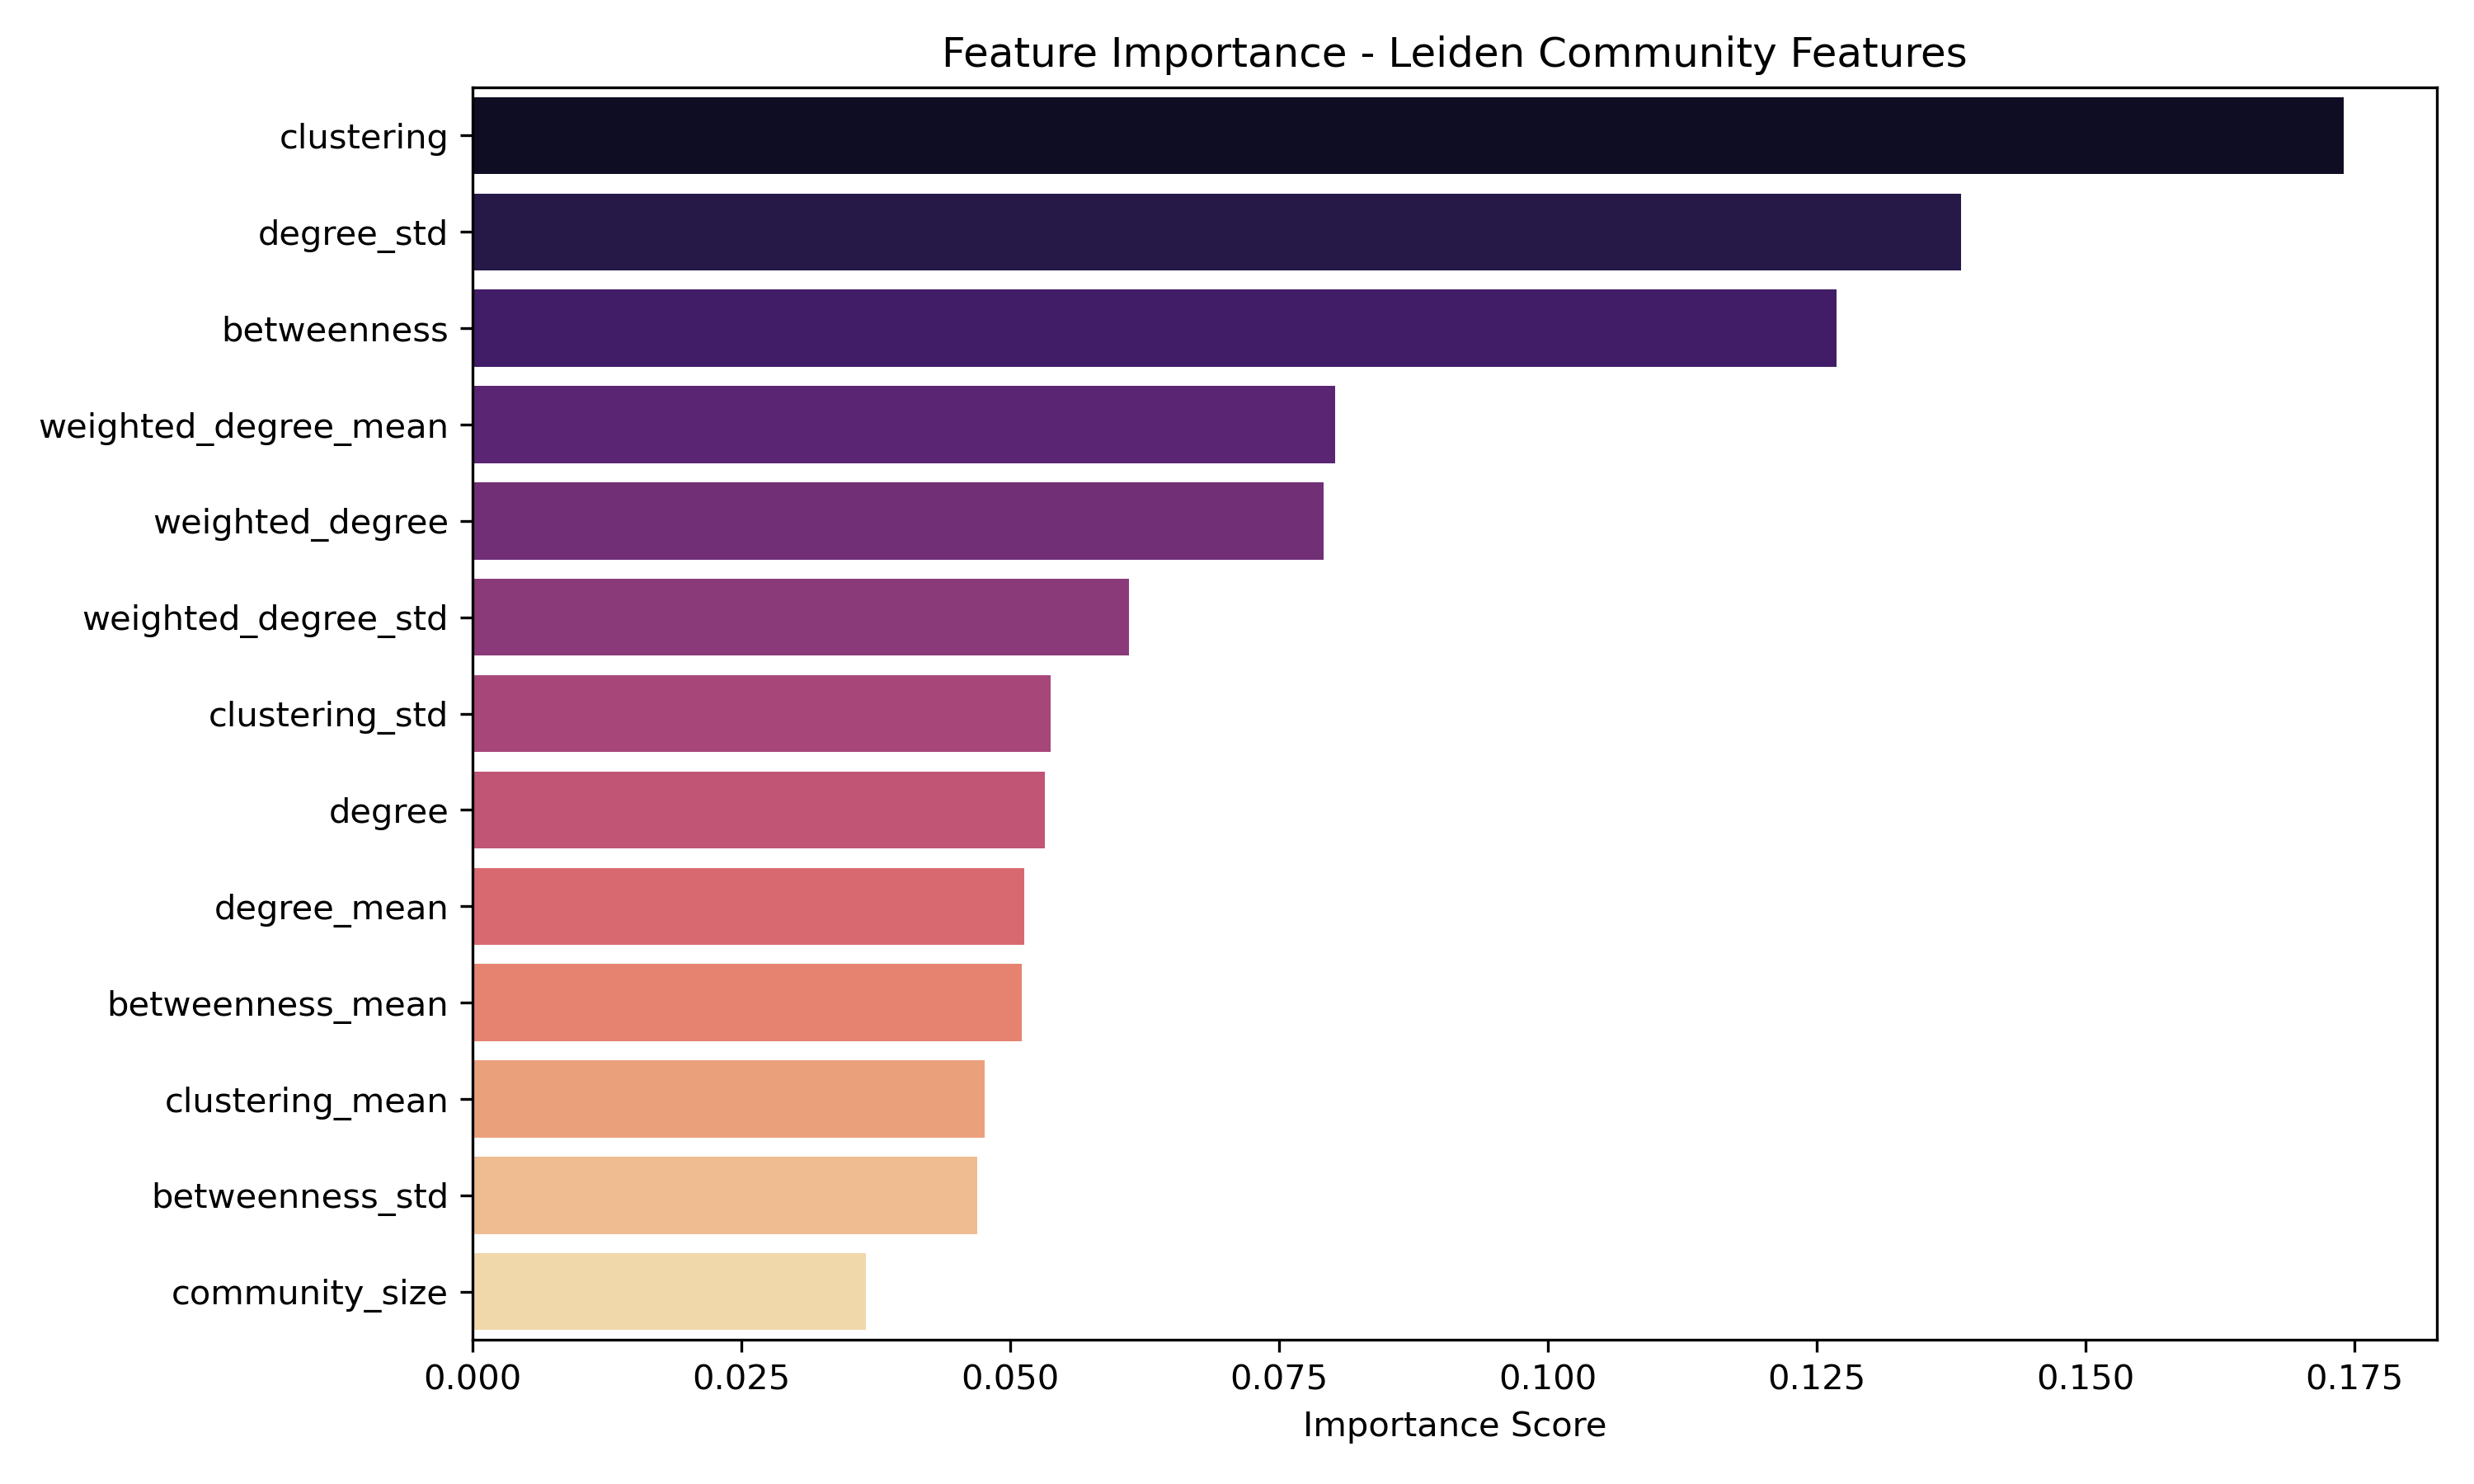 Feature Importance - Leiden Community Features
clustering
degree_std
betweenness
weighted_degree_mean
weighted_degree
weighted_degree_std
clustering_std
degree
degree_mean
betweenness_mean
clustering_mean
betweenness_std
community_size
0.000 0.025 0.050 0.075 0.100 0.125 0.150 0.175
Importance Score